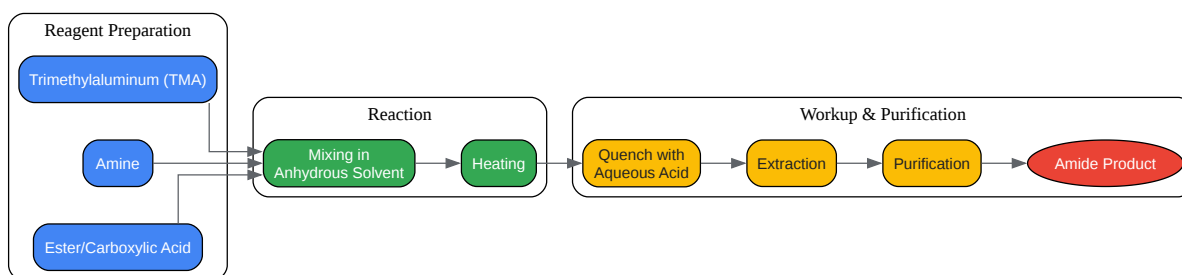 Reagent Preparation
Trimethylaluminum (TMA)
Amine
Ester/Carboxylic Acid
Reaction
Mixing in
Anhydrous Solvent
Heating
Workup & Purification
Quench with
Aqueous Acid
Extraction
Purification
Amide Product